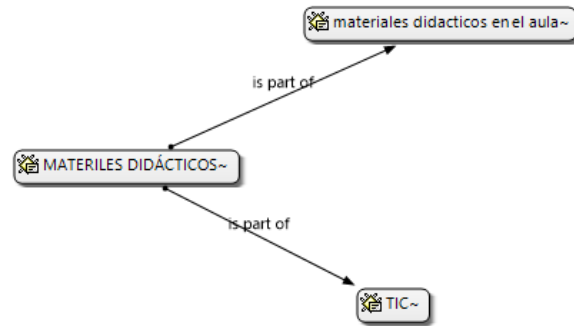 materiales didacticos en el aula~
is part of
MATERILES DIDÁCTICOS~
is part of
TIC~